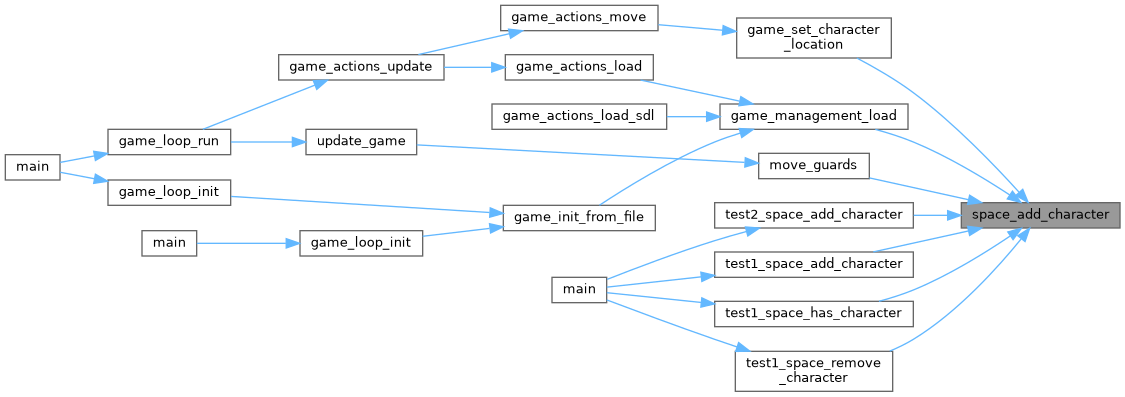 game_actions_move
game_set_character
_location
game_actions_update
game_actions_load
game_actions_load_sdl
game_management_load
game_loop_run
update_game
main
move_guards
game_loop_init
test2_space_add_character
space_add_character
game_init_from_file
main
game_loop_init
test1_space_add_character
main
test1_space_has_character
test1_space_remove
_character